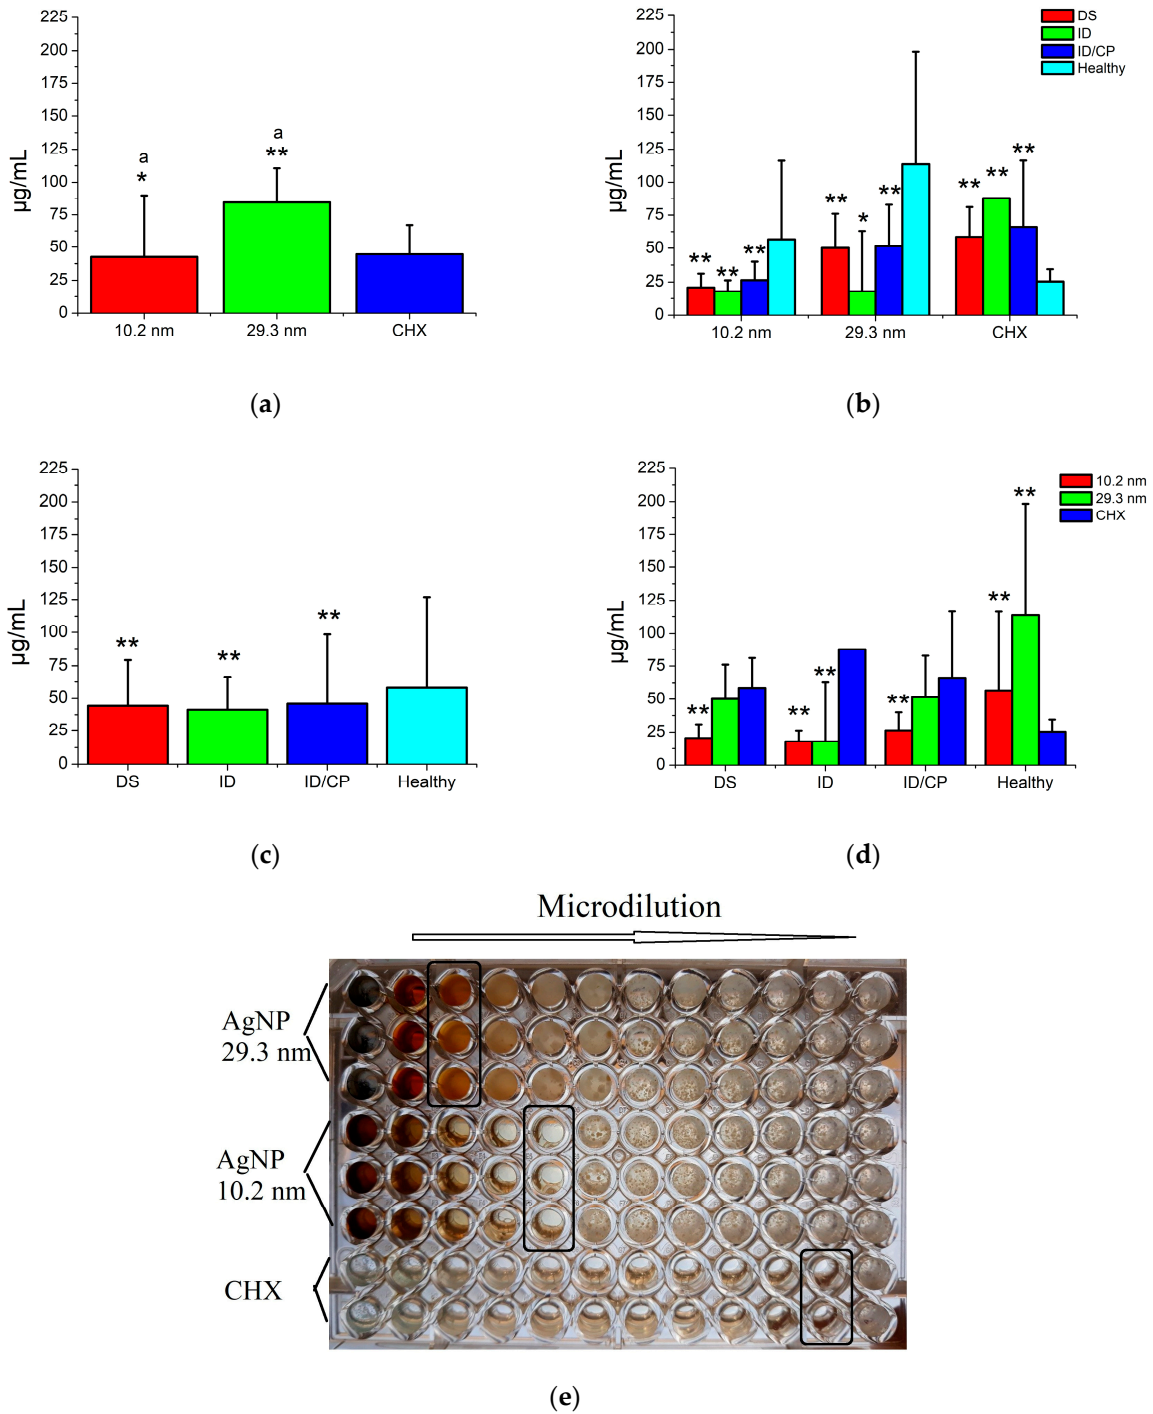 225
200
175
150
125
100
75
50
25
0
µg/mL
a
*
a
**
10.2 nm
29.3 nm
CHX
(a)
225
200
175
150
125
100
75
50
25
0
µg/mL
DS
ID
ID/CP
Healthy
**
**
**
**
*
**
**
**
**
10.2 nm
29.3 nm
CHX
(b)
225
200
175
150
125
100
75
50
25
0
µg/mL
**
**
**
DS
ID
ID/CP
Healthy
(c)
225
200
175
150
125
100
75
50
25
0
µg/mL
10.2 nm
29.3 nm
CHX
**
**
**
**
**
**
DS
ID
ID/CP
Healthy
(d)
Microdilution
AgNP
29.3 nm
AgNP
10.2 nm
CHX
(e)